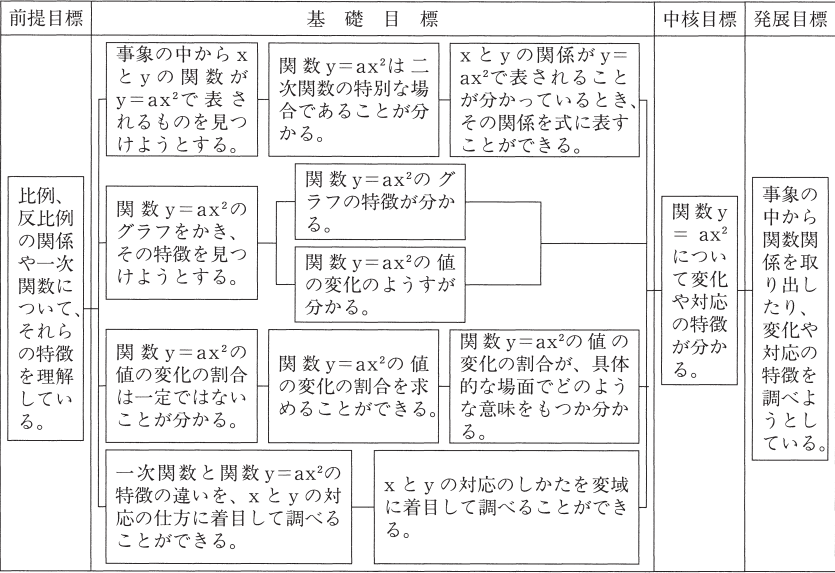 前提目標
基礎目標
中核目標
発展目標
比例、
反比例
の関係
や一次
関数に
ついて、
それら
の特徴
を理解
してい
る。
事象の中からx
とyの関数が
y=ax²で表さ
れるものを見つ
けようとする。
関数y=ax²は二
次関数の特別な場
合であることが分
かる。
xとyの関係がy=
ax²で表されること
が分かっているとき、
その関係を式に表す
ことができる。
関数y=ax²の
グラフをかき、
その特徴を見つ
けようとする。
関数y=ax²のグ
ラフの特徴が分か
る。
関数y=ax²の値
の変化のようすが
分かる。
関数y=ax²の
値の変化の割合
は一定ではない
ことが分かる。
関数y=ax²の値
の変化の割合を求
めることができる。
関数y=ax²の値の
変化の割合が、具体
的な場面でどのよう
な意味をもつか分か
る。
一次関数と関数y=ax²の
特徴の違いを、xとyの対
応の仕方に着目して調べる
ことができる。
xとyの対応のしかたを変域
に着目して調べることができ
る。
関数y
= ax²
につい
て変化
や対応
の特徴
が分か
る。
事象の
中から
関数関
係を取
り出し
たり、
変化や
対応の
特徴を
調べよ
うとし
ている。